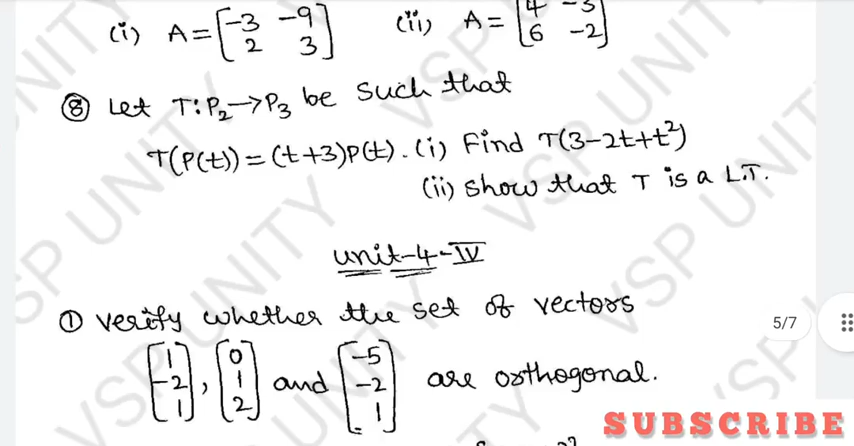 (i) A = [-3 -9 (ii) A = [4 -3
2 3] 6 -2]
⑧ Let T: P₂→P₃ be such that
T(P(t)) = (t+3)P(t). (i) Find T(3-2t+t²)
(ii) Show that T is a L.T.
unit-4-IV
① Verify whether the set of vectors
[1 -2 1], [0 1 2] and [-5 -2 1] are orthogonal.
5/7
SUBSCRIBE
VSP UNITY